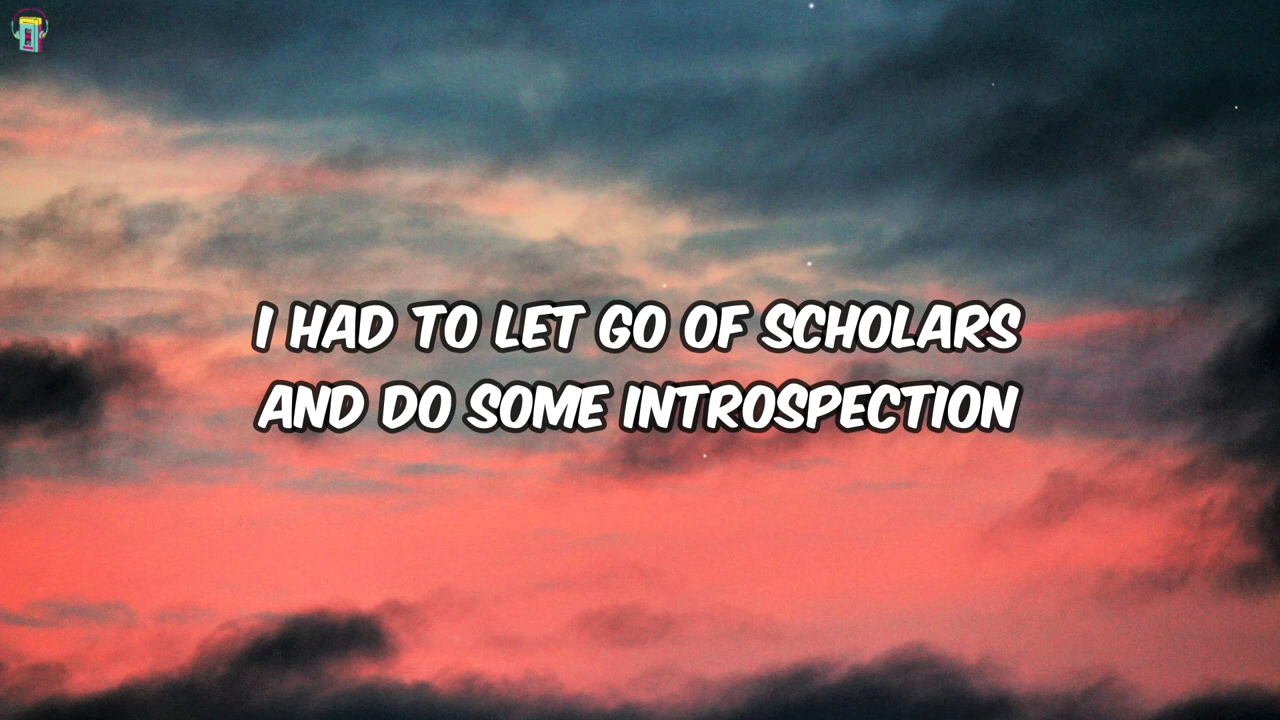 I HAD TO LET GO OF SCHOLARS
AND DO SOME INTROSPECTION